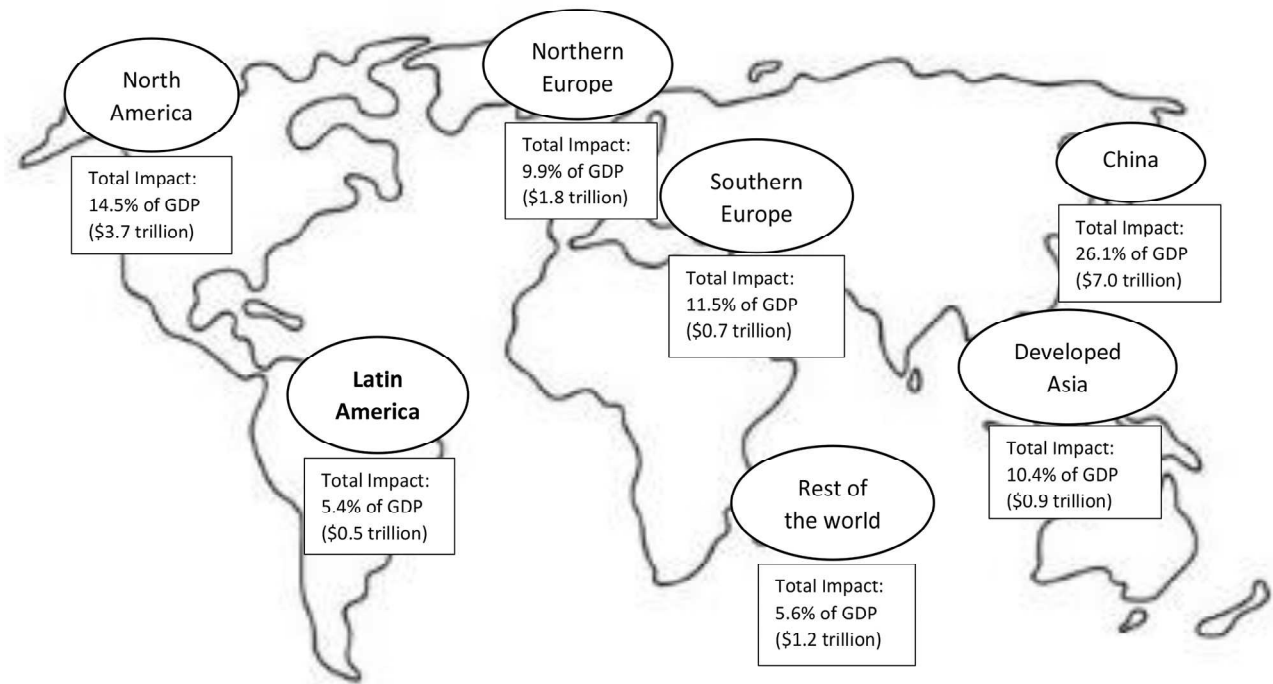 North
America
Total Impact:
14.5% of GDP
($3.7 trillion)
Northern
Europe
Total Impact:
9.9% of GDP
($1.8 trillion)
Southern
Europe
Total Impact:
11.5% of GDP
($0.7 trillion)
China
Total Impact:
26.1% of GDP
($7.0 trillion)
Latin
America
Total Impact:
5.4% of GDP
($0.5 trillion)
Developed
Asia
Total Impact:
10.4% of GDP
($0.9 trillion)
Rest of
the world
Total Impact:
5.6% of GDP
($1.2 trillion)